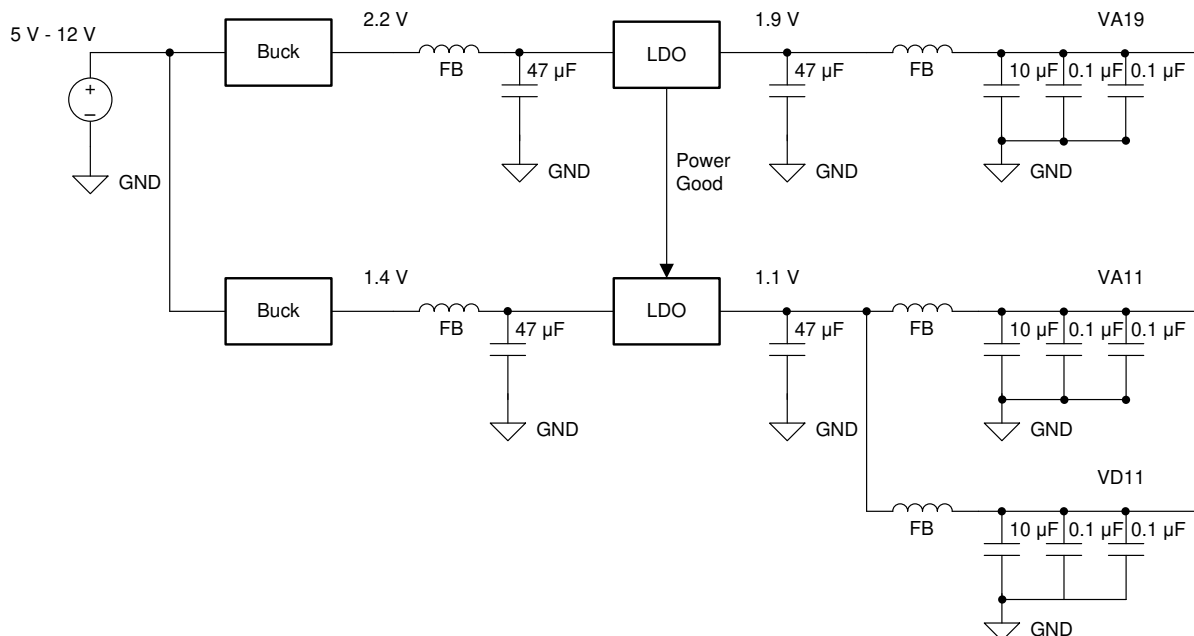 5 V - 12 V
2.2 V
1.9 V
VA19
Buck
FB
47 µF
LDO
47 µF
FB
10 µF
0.1 µF
0.1 µF
+
−
GND
GND
Power
Good
GND
GND
1.4 V
1.1 V
VA11
Buck
FB
47 µF
LDO
47 µF
FB
10 µF
0.1 µF
0.1 µF
GND
GND
GND
VD11
FB
10 µF
0.1 µF
0.1 µF
GND